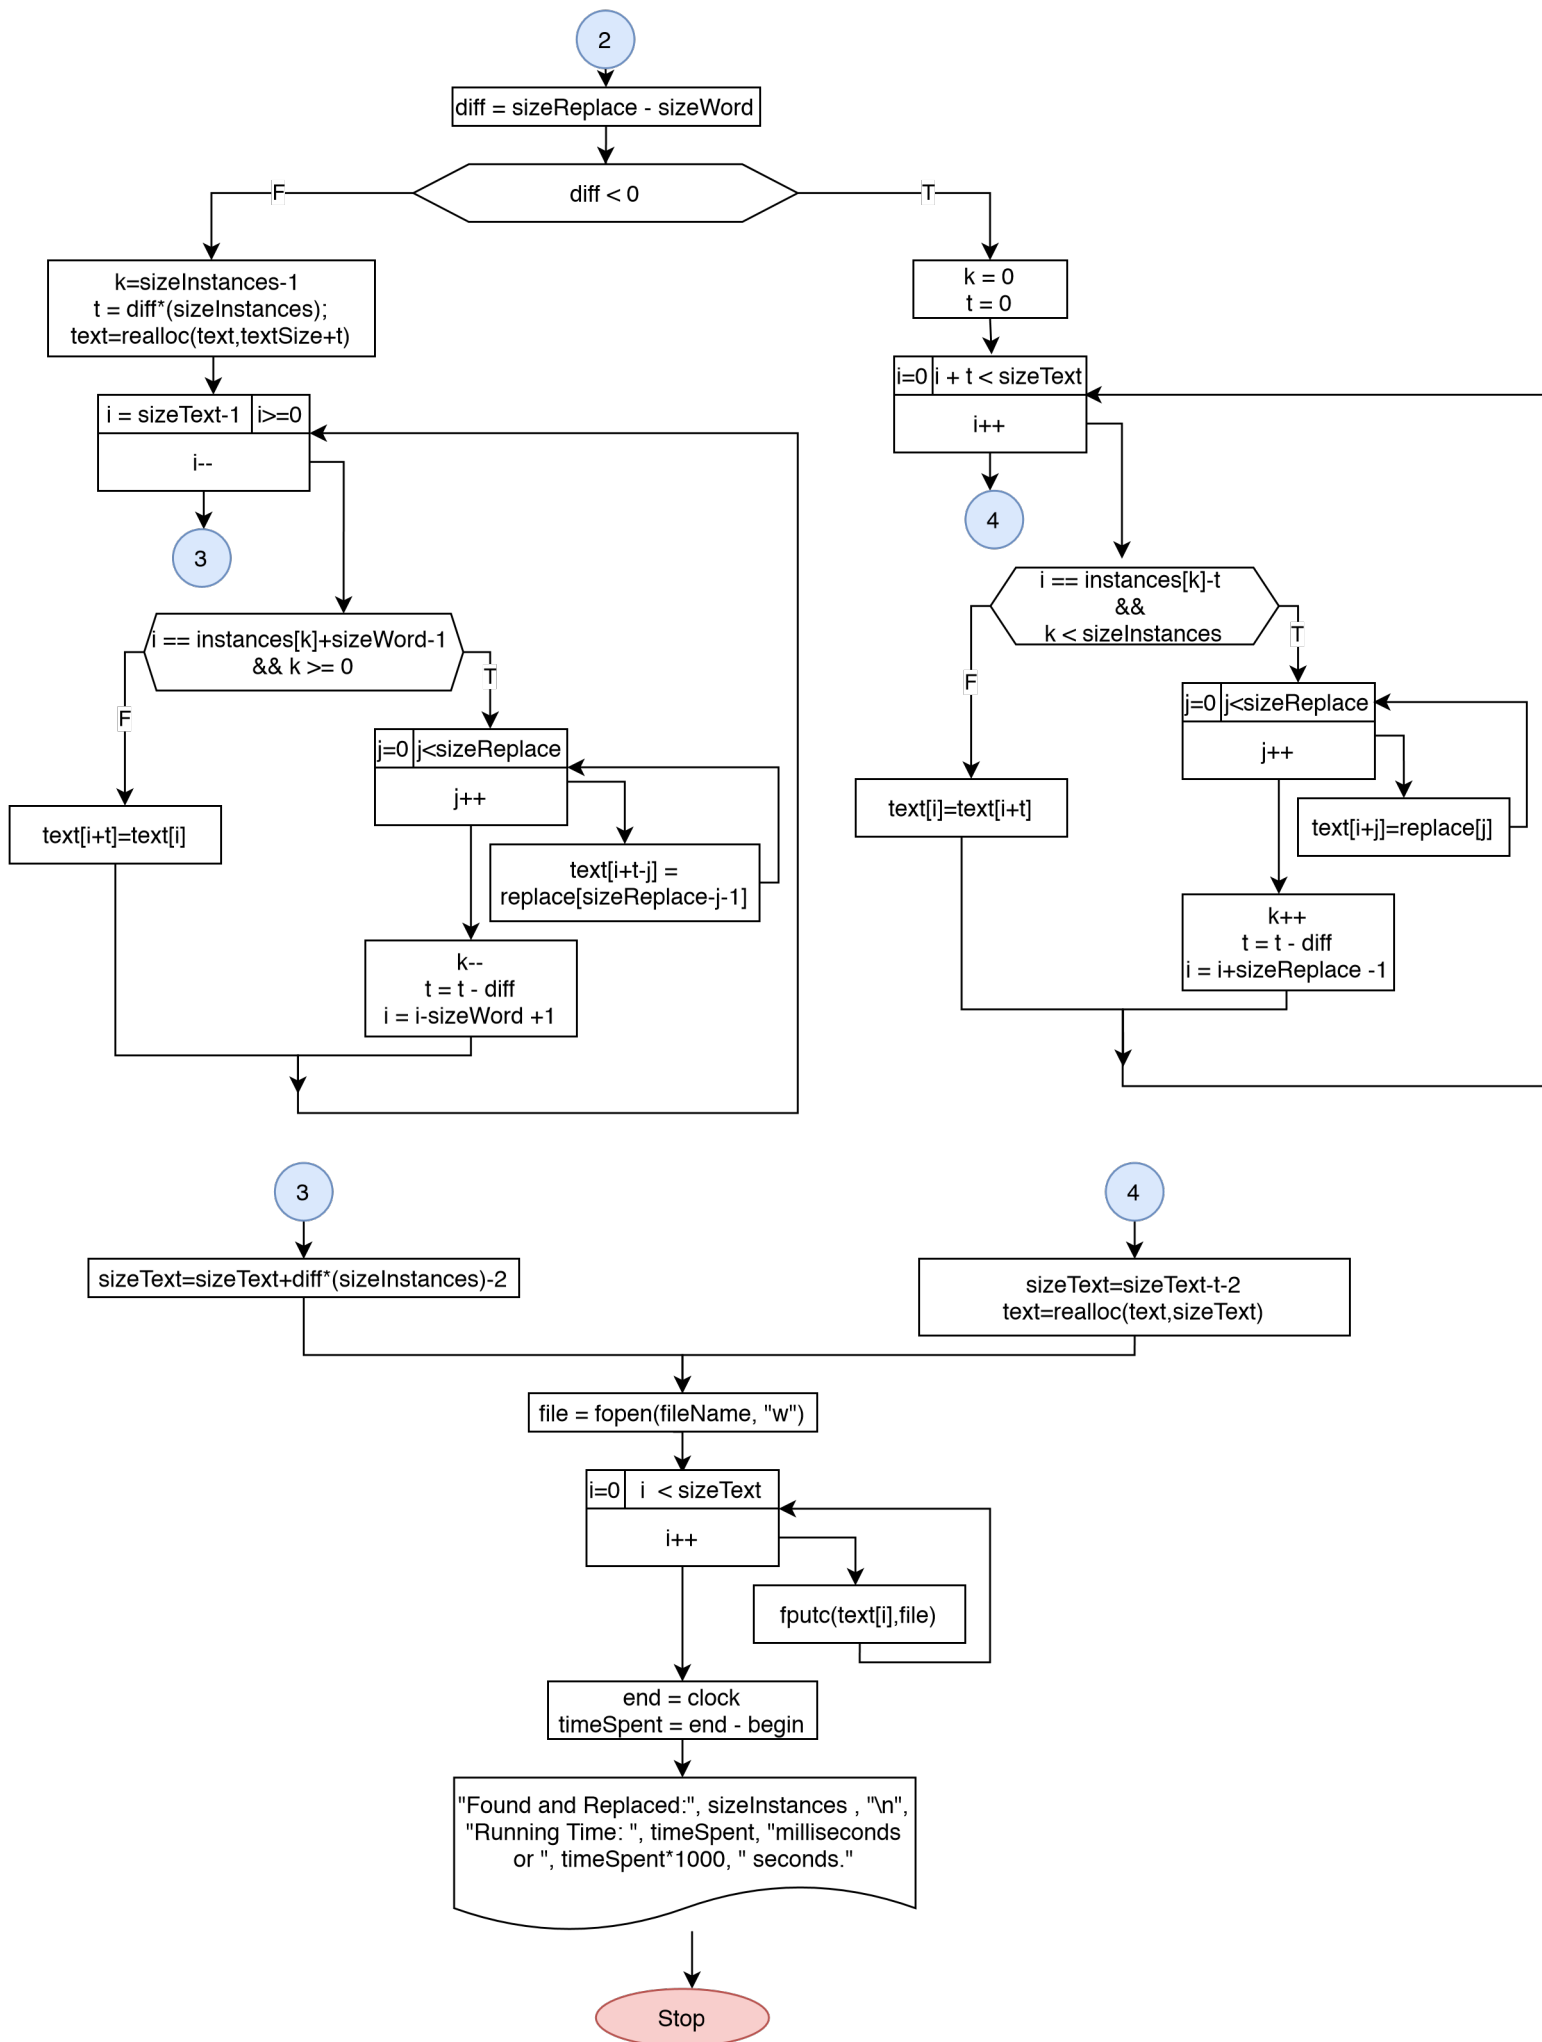 2
diff = sizeReplace - sizeWord
diff < 0
F
T
k=sizeInstances-1
t = diff*(sizeInstances);
text=realloc(text,textSize+t)
i = sizeText-1
i>=0
i--
3
i == instances[k]+sizeWord-1
&& k >= 0
F
T
j=0
j<sizeReplace
j++
text[i+t]=text[i]
text[i+t-j] =
replace[sizeReplace-j-1]
k--
t = t - diff
i = i-sizeWord +1
k = 0
t = 0
i=0
i + t < sizeText
i++
4
i == instances[k]-t
&&
k < sizeInstances
F
T
j=0
j<sizeReplace
j++
text[i]=text[i+t]
text[i+j]=replace[j]
k++
t = t - diff
i = i+sizeReplace -1
3
sizeText=sizeText+diff*(sizeInstances)-2
4
sizeText=sizeText-t-2
text=realloc(text,sizeText)
file = fopen(fileName, "w")
i=0
i < sizeText
i++
fputc(text[i],file)
end = clock
timeSpent = end - begin
"Found and Replaced:", sizeInstances , "\n",
"Running Time: ", timeSpent, "milliseconds
or ", timeSpent*1000, " seconds."
Stop